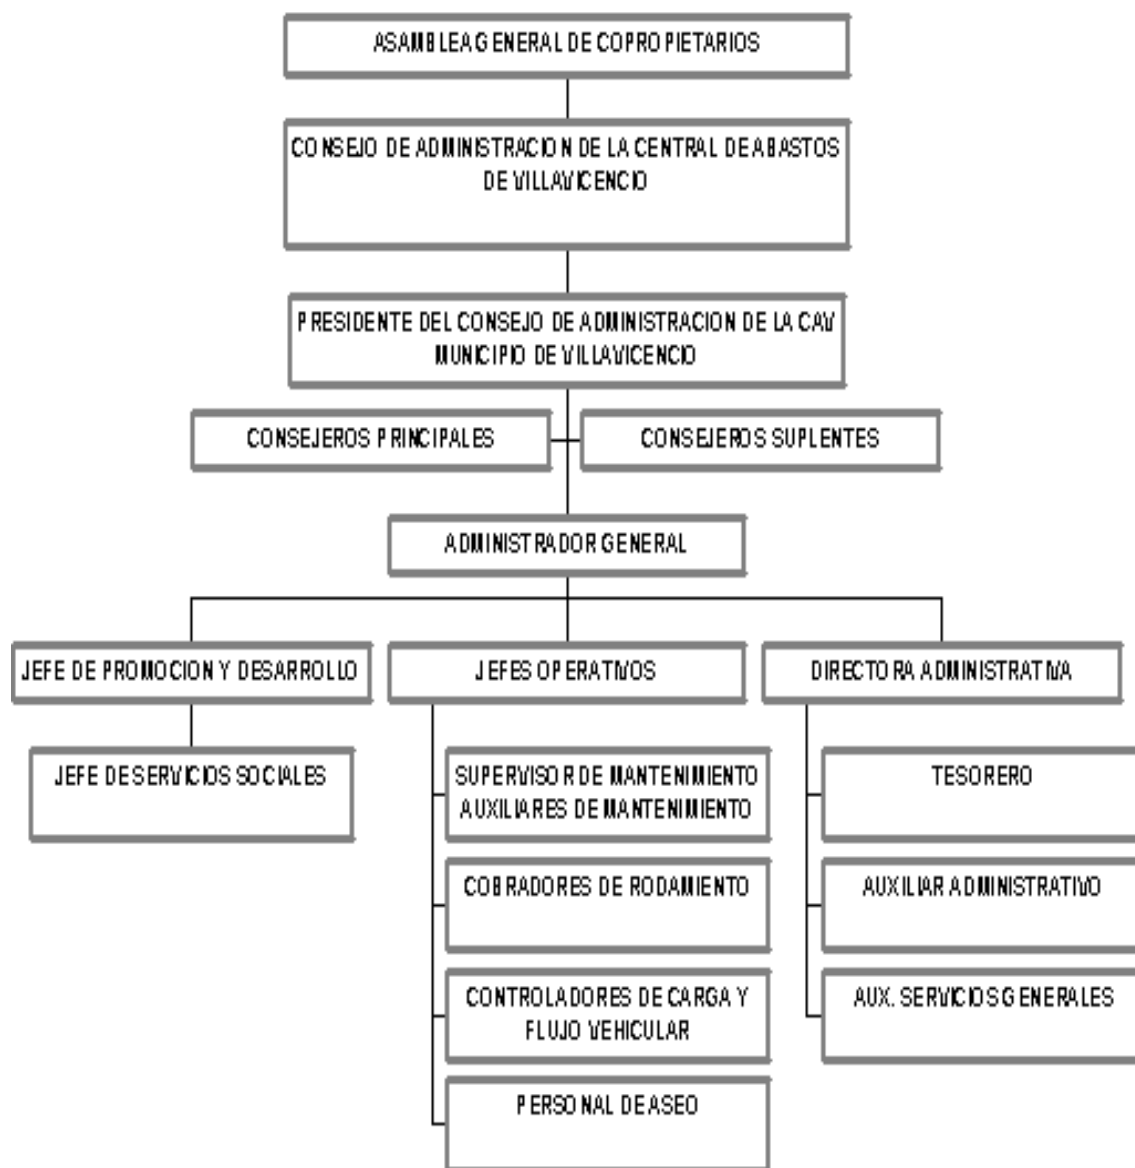 ASAMBLEA GENERAL DE COPROPIETARIOS
CONSEJO DE ADMINISTRACION DE LA CENTRAL DE ABASTOS
DE VILLAVICENCIO
PRESIDENTE DEL CONSEJO DE ADMINISTRACION DE LA CAV
MUNICIPIO DE VILLAVICENCIO
CONSEJEROS PRINCIPALES
CONSEJEROS SUPLENTES
ADMINISTRADOR GENERAL
JEFE DE PROMOCION Y DESARROLLO
JEFES OPERATIVOS
DIRECTORA ADMINISTRATIVA
JEFE DE SERVICIOS SOCIALES
SUPERVISOR DE MANTENIMIENTO
AUXILIARES DE MANTENIMIENTO
TESORERO
COBRADORES DE RODAMIENTO
AUXILIAR ADMINISTRATIVO
CONTROLADORES DE CARGA Y
FLUJO VEHICULAR
AUX. SERVICIOS GENERALES
PERSONAL DE ASEO